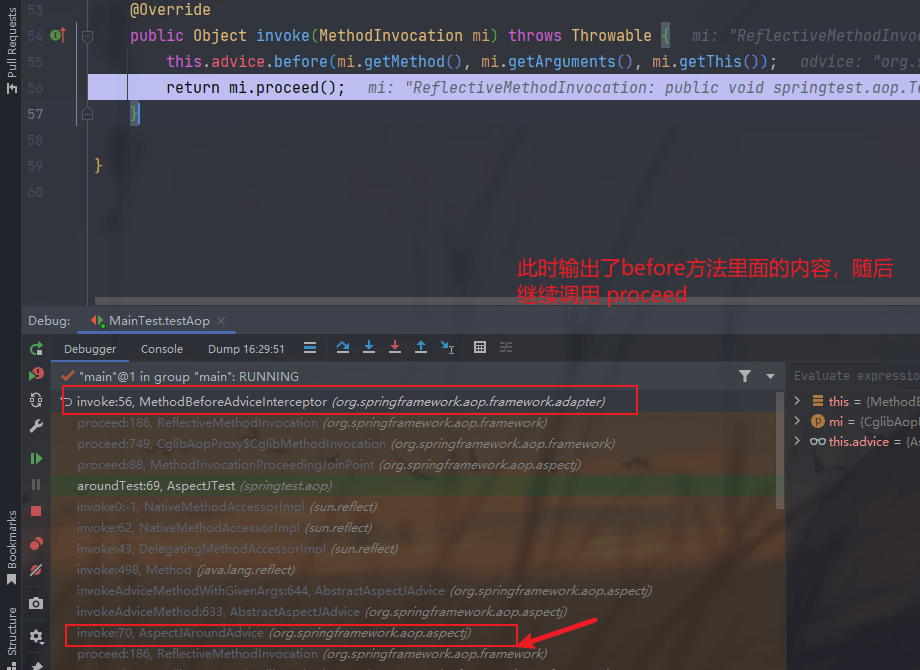 Pull Requests
53 @Override
54 public Object invoke(MethodInvocation mi) throws Throwable { mi: "ReflectiveMethodInvoc
55 this.advice.before(mi.getMethod(), mi.getArguments(), mi.getThis()); advice: "org.s
56 return mi.proceed(); mi: "ReflectiveMethodInvocation: public void springtest.aop.Te
57 }
58
59 }
60
此时输出了before方法里面的内容，随后
继续调用 proceed
Debug: MainTest.testAop ×
Debugger Console Dump 16:29:51
"main"@1 in group "main": RUNNING
Evaluate expressio
invoke:56, MethodBeforeAdviceInterceptor (org.springframework.aop.framework.adapter)
this = {MethodB
proceed:186, ReflectiveMethodInvocation (org.springframework.aop.framework)
mi = {CglibAopP
proceed:749, CglibAopProxy$CglibMethodInvocation (org.springframework.aop.framework)
this.advice = {As
proceed:88, MethodInvocationProceedingJoinPoint (org.springframework.aop.aspectj)
aroundTest:69, AspectJTest (springtest.aop)
invoke0:-1, NativeMethodAccessorImpl (sun.reflect)
invoke:62, NativeMethodAccessorImpl (sun.reflect)
invoke:43, DelegatingMethodAccessorImpl (sun.reflect)
invoke:498, Method (java.lang.reflect)
invokeAdviceMethodWithGivenArgs:644, AbstractAspectJAdvice (org.springframework.aop.aspectj)
invokeAdviceMethod:633, AbstractAspectJAdvice (org.springframework.aop.aspectj)
invoke:70, AspectJAroundAdvice (org.springframework.aop.aspectj)
proceed:186, ReflectiveMethodInvocation (org.springframework.aop.framework)
Bookmarks
Structure